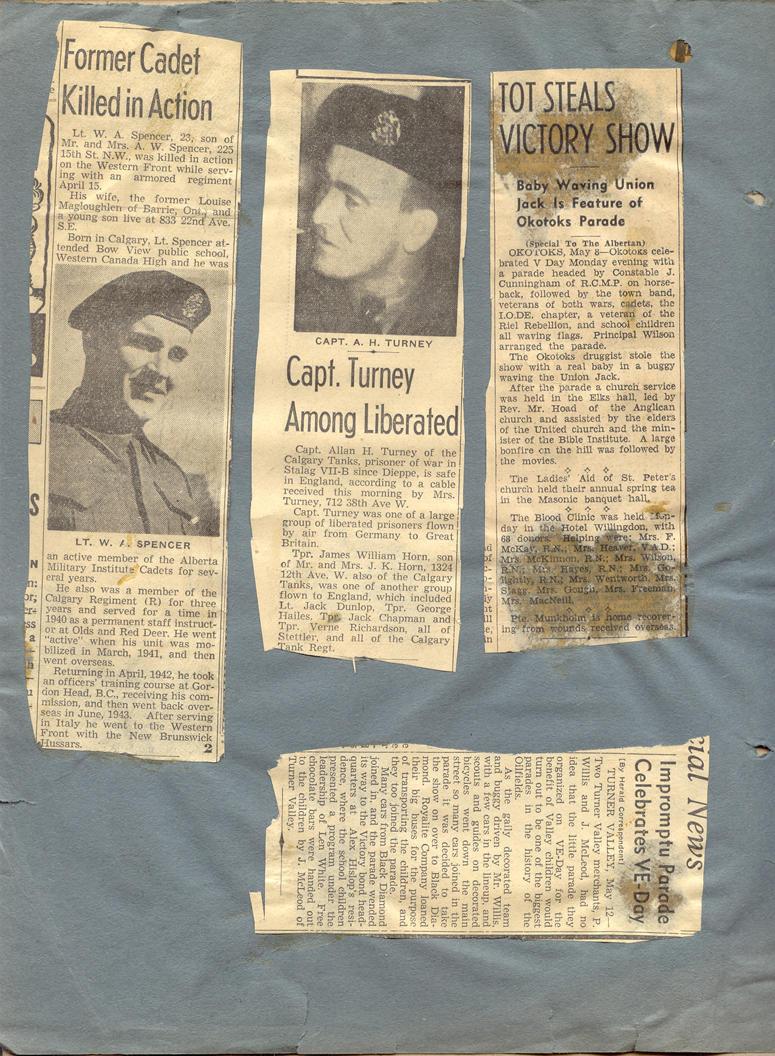 Former Cadet
Killed in Action
Lt. W. A. Spencer, 23, son of
Mr. and Mrs. A. W. Spencer, 225
15th St. N.W., was killed in action
on the Western Front while serv-
ing with an armored regiment
April 15.
His wife, the former Louise
Magloughlen of Barrie, Ont., and
a young son live at 833 22nd Ave.
S.E.
Born in Calgary, Lt. Spencer at-
tended Bow View public school,
Western Canada High and he was
LT. W. A. SPENCER
an active member of the Alberta
Military Institute Cadets for sev-
eral years.
He also was a member of the
Calgary Regiment (R) for three
years and served for a time in
1940 as a permanent staff instruct-
or at Olds and Red Deer. He went
"active" when his unit was mo-
bilized in March, 1941, and then
went overseas.
Returning in April, 1942, he took
an officers' training course at Gor-
don Head, B.C., receiving his com-
mission, and then went back over-
seas in June, 1943. After serving
in Italy he went to the Western
Front with the New Brunswick
Hussars.
2
CAPT. A. H. TURNEY
Capt. Turney
Among Liberated
Capt. Allan H. Turney of the
Calgary Tanks, prisoner of war in
Stalag VII-B since Dieppe, is safe
in England, according to a cable
received this morning by Mrs.
Turney, 712 38th Ave W.
Capt. Turney was one of a large
group of liberated prisoners flown
by air from Germany to Great
Britain.
Tpr. James William Horn, son
of Mr. and Mrs. J. K. Horn, 1324
12th Ave. W. also of the Calgary
Tanks, was one of another group
flown to England, which included
Lt. Jack Dunlop, Tpr. George
Hailes, Tpr. Jack Chapman and
Tpr. Verne Richardson, all of
Stettler, and all of the Calgary
Tank Regt.
TOT STEALS
VICTORY SHOW
Baby Waving Union
Jack Is Feature of
Okotoks Parade
(Special To The Albertan)
OKOTOKS, May 8—Okotoks cele-
brated V Day Monday evening with
a parade headed by Constable J.
Cunningham of R.C.M.P. on horse-
back, followed by the town band,
veterans of both wars, cadets, the
I.O.DE. chapter, a veteran of the
Riel Rebellion, and school children
all waving flags. Principal Wilson
arranged the parade.
The Okotoks druggist stole the
show with a real baby in a buggy
waving the Union Jack.
After the parade a church service
was held in the Elks hall, led by
Rev. Mr. Hoad of the Anglican
church and assisted by the elders
of the United church and the min-
ister of the Bible Institute. A large
bonfire on the hill was followed by
the movies.
The Ladies' Aid of St. Peter's
church held their annual spring tea
in the Masonic banquet hall.
The Blood Clinic was held Mon-
day in the Hotel Willingdon, with
68 donors. Helping were: Mrs. F.
McKay, R.N.; Mrs. Heaver, V.A.D.;
Mrs. McKimmon, R.N.; Mrs. Wilson,
R.N.; Mrs. Hayes, R.N.; Mrs. Go-
lightly, R.N.; Mrs. Wentworth, Mrs.
Stagg, Mrs. Gough, Mrs. Freeman,
Mrs. MacNeill.
Pte. Munkholm is home recover-
ing from wounds received overseas.
ial News
Impromptu Parade
Celebrates VE-Day
(By Herald Correspondent)
TURNER VALLEY, May 12—
Two Turner Valley merchants, P.
Willis and J. McLeod, had no
idea that the little parade they
organized on VE-Day for the
benefit of Valley children would
turn out to be one of the biggest
parades in the history of the
Oilfields.
As the gaily decorated team
and buggy driven by Mr. Willis,
with a few cars in the lineup, and
scouts and guides on decorated
bicycles went down the main
street so many cars joined in the
parade it was decided to take
the show on over to Black Dia-
mond. Royalite Company loaned
their big buses for the purpose
of transporting the children, and
they too joined the parade.
Many cars from Black Diamond
joined in, and the parade wended
its way to the Victory bond head-
quarters at Alex Hislop's resi-
dence, where the school children
presented a program under the
leadership of Len White. Free
chocolate bars were handed out
to the children by J. McLeod of
Turner Valley.